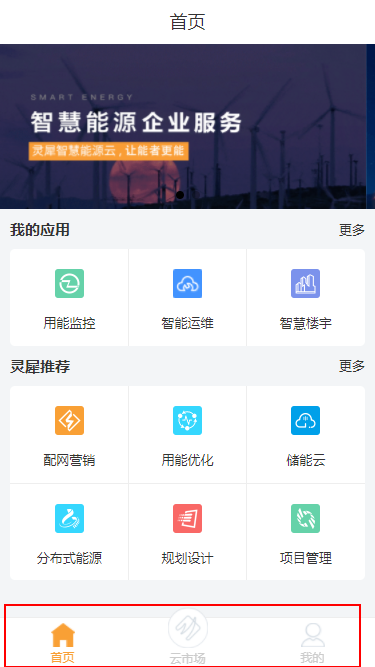 首页
SMART ENERGY
智慧能源企业服务
灵犀智慧能源云，让能者更能
我的应用 更多
用能监控 智能运维 智慧楼宇
灵犀推荐 更多
配网营销 用能优化 储能云
分布式能源 规划设计 项目管理
首页 云市场 我的